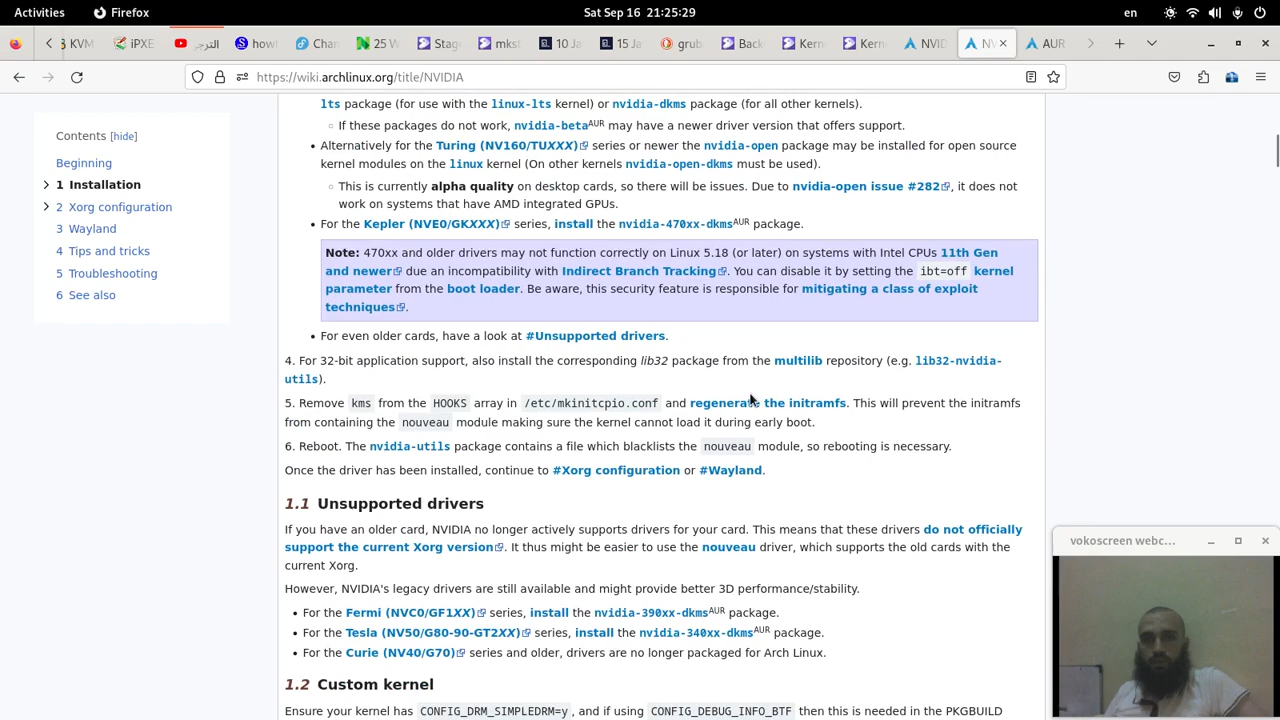 Activities
Firefox
Sat Sep 16 21:25:29
en
KVM
iPXE
الترجـ
how
Chan
25 W
Stag
mks
10 Ja
15 Ja
grub
Back
Kern
Kern
NVID
NV
AUR
https://wiki.archlinux.org/title/NVIDIA
Contents [hide]
Beginning
1 Installation
2 Xorg configuration
3 Wayland
4 Tips and tricks
5 Troubleshooting
6 See also
lts package (for use with the linux-lts kernel) or nvidia-dkms package (for all other kernels).
If these packages do not work, nvidia-betaAUR may have a newer driver version that offers support.
Alternatively for the Turing (NV160/TUXXX) series or newer the nvidia-open package may be installed for open source
kernel modules on the linux kernel (On other kernels nvidia-open-dkms must be used).
This is currently alpha quality on desktop cards, so there will be issues. Due to nvidia-open issue #282, it does not
work on systems that have AMD integrated GPUs.
For the Kepler (NVE0/GKXXX) series, install the nvidia-470xx-dkmsAUR package.
Note: 470xx and older drivers may not function correctly on Linux 5.18 (or later) on systems with Intel CPUs 11th Gen
and newer due an incompatibility with Indirect Branch Tracking. You can disable it by setting the ibt=off kernel
parameter from the boot loader. Be aware, this security feature is responsible for mitigating a class of exploit
techniques.
For even older cards, have a look at #Unsupported drivers.
4. For 32-bit application support, also install the corresponding lib32 package from the multilib repository (e.g. lib32-nvidia-
utils).
5. Remove kms from the HOOKS array in /etc/mkinitcpio.conf and regenerate the initramfs. This will prevent the initramfs
from containing the nouveau module making sure the kernel cannot load it during early boot.
6. Reboot. The nvidia-utils package contains a file which blacklists the nouveau module, so rebooting is necessary.
Once the driver has been installed, continue to #Xorg configuration or #Wayland.
1.1 Unsupported drivers
If you have an older card, NVIDIA no longer actively supports drivers for your card. This means that these drivers do not officially
support the current Xorg version. It thus might be easier to use the nouveau driver, which supports the old cards with the
current Xorg.
However, NVIDIA's legacy drivers are still available and might provide better 3D performance/stability.
For the Fermi (NVC0/GF1XX) series, install the nvidia-390xx-dkmsAUR package.
For the Tesla (NV50/G80-90-GT2XX) series, install the nvidia-340xx-dkmsAUR package.
For the Curie (NV40/G70) series and older, drivers are no longer packaged for Arch Linux.
1.2 Custom kernel
Ensure your kernel has CONFIG_DRM_SIMPLEDRM=y, and if using CONFIG_DEBUG_INFO_BTF then this is needed in the PKGBUILD
vokoscreen webc...